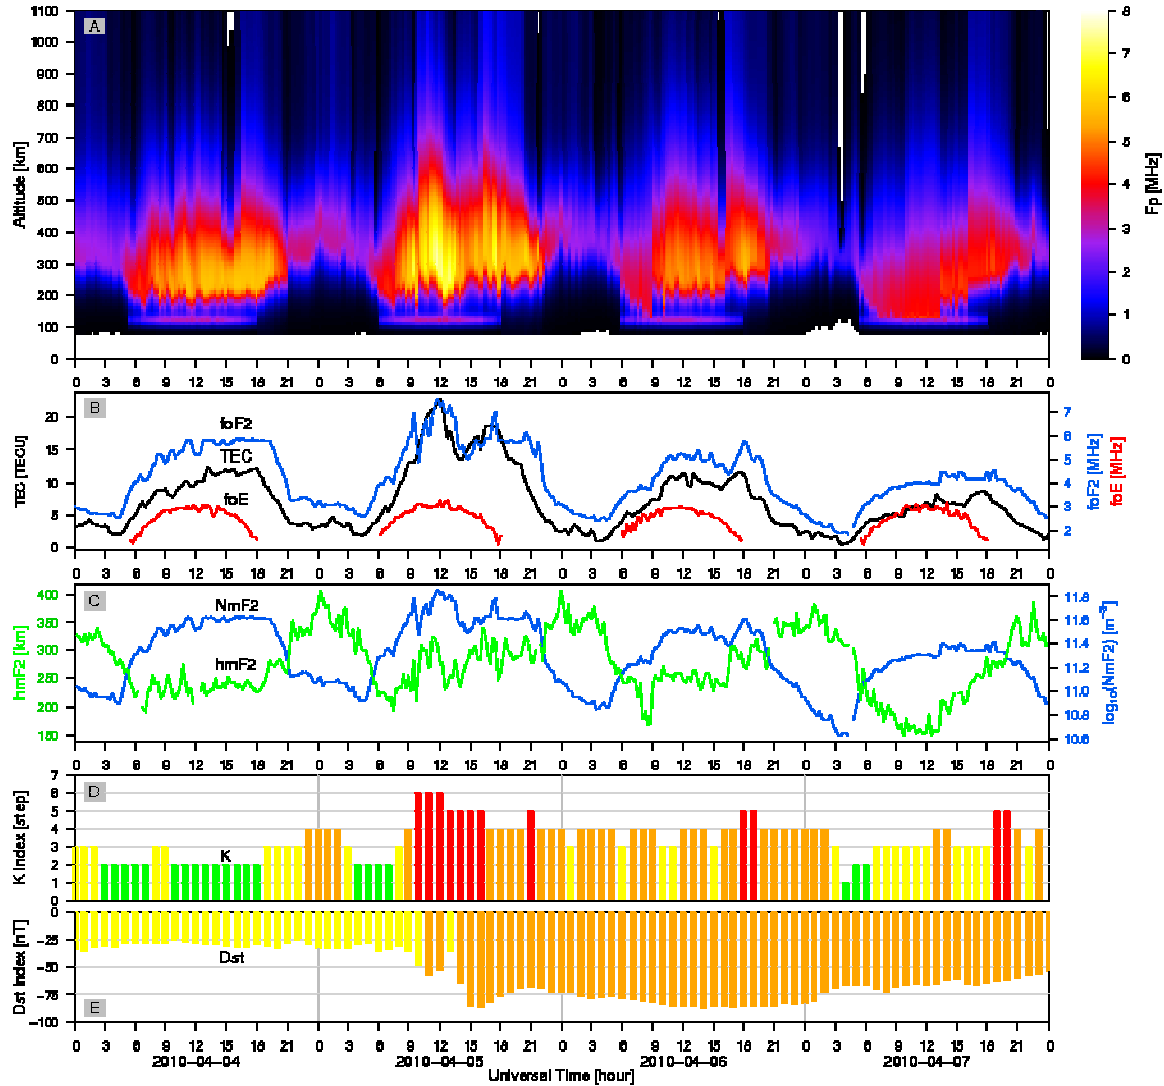 A
1100
1000
900
800
700
600
500
400
300
200
100
0
Altitude [km]
8
7
6
5
4
3
2
1
0
Fp [MHz]
0 3 6 9 12 15 18 21 0 3 6 9 12 15 18 21 0 3 6 9 12 15 18 21 0 3 6 9 12 15 18 21 0
B
20
15
10
5
0
TEC [TECU]
foF2
TEC
foE
7
6
5
4
3
2
foF2 [MHz]
foE [MHz]
0 3 6 9 12 15 18 21 0 3 6 9 12 15 18 21 0 3 6 9 12 15 18 21 0 3 6 9 12 15 18 21 0
C
400
350
300
250
200
150
hmF2 [km]
NmF2
hmF2
11.8
11.6
11.4
11.2
11.0
10.8
10.6
log10(NmF2) [m-3]
0 3 6 9 12 15 18 21 0 3 6 9 12 15 18 21 0 3 6 9 12 15 18 21 0 3 6 9 12 15 18 21 0
D
7
6
5
4
3
2
1
K Index [step]
K
0
-25
-50
-75
-100
Dst Index [nT]
Dst
E
0 3 6 9 12 15 18 21 0 3 6 9 12 15 18 21 0 3 6 9 12 15 18 21 0 3 6 9 12 15 18 21 0
2010-04-04 2010-04-05 2010-04-06 2010-04-07
Universal Time [hour]